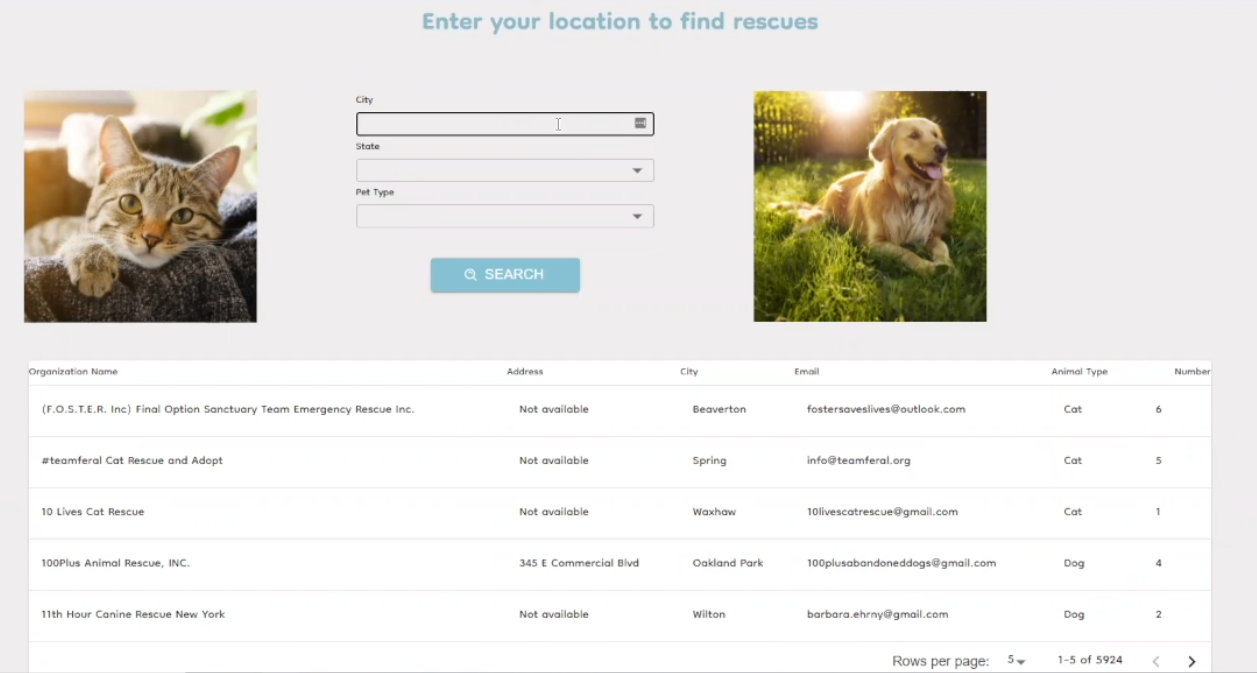 Enter your location to find rescues
City
State
Pet Type
SEARCH
Organization Name Address City Email Animal Type Number
(F.O.S.T.E.R. Inc) Final Option Sanctuary Team Emergency Rescue Inc. Not available Beaverton fostersaveslives@outlook.com Cat 6
#teamferal Cat Rescue and Adopt Not available Spring info@teamferal.org Cat 5
10 Lives Cat Rescue Not available Waxhaw 10livescatrescue@gmail.com Cat 1
100Plus Animal Rescue, INC. 345 E Commercial Blvd Oakland Park 100plusabandoneddogs@gmail.com Dog 4
11th Hour Canine Rescue New York Not available Wilton barbara.ehrny@gmail.com Dog 2
Rows per page: 5 1-5 of 5924